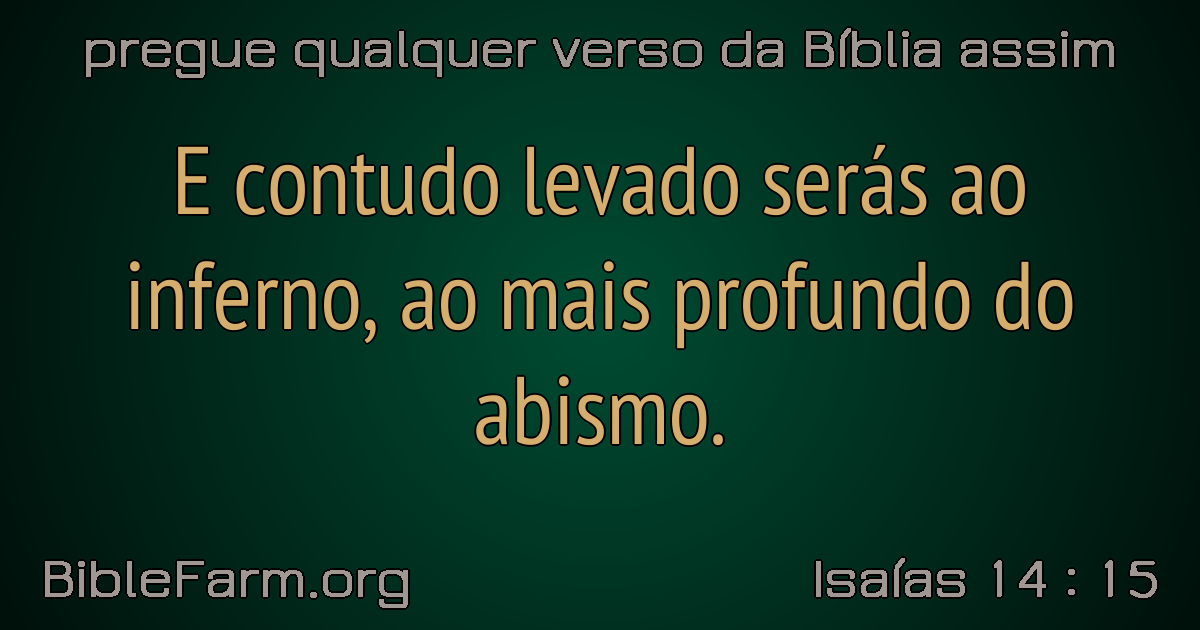 pregue qualquer verso da Bíblia assim
E contudo levado serás ao
inferno, ao mais profundo do
abismo.
BibleFarm.org
Isaías 14 : 15